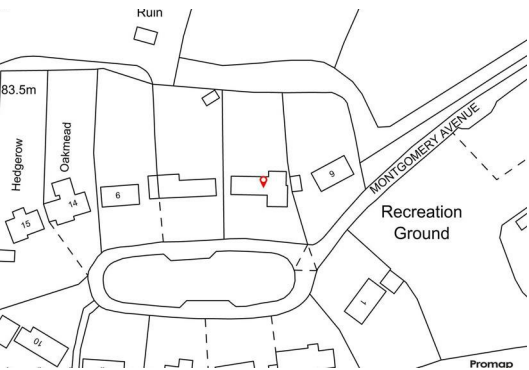 Ruin
83.5m
Hedgerow
Oakmead
15
14
6
9
MONTGOMERY AVENUE
Recreation
Ground
1
10
Promap